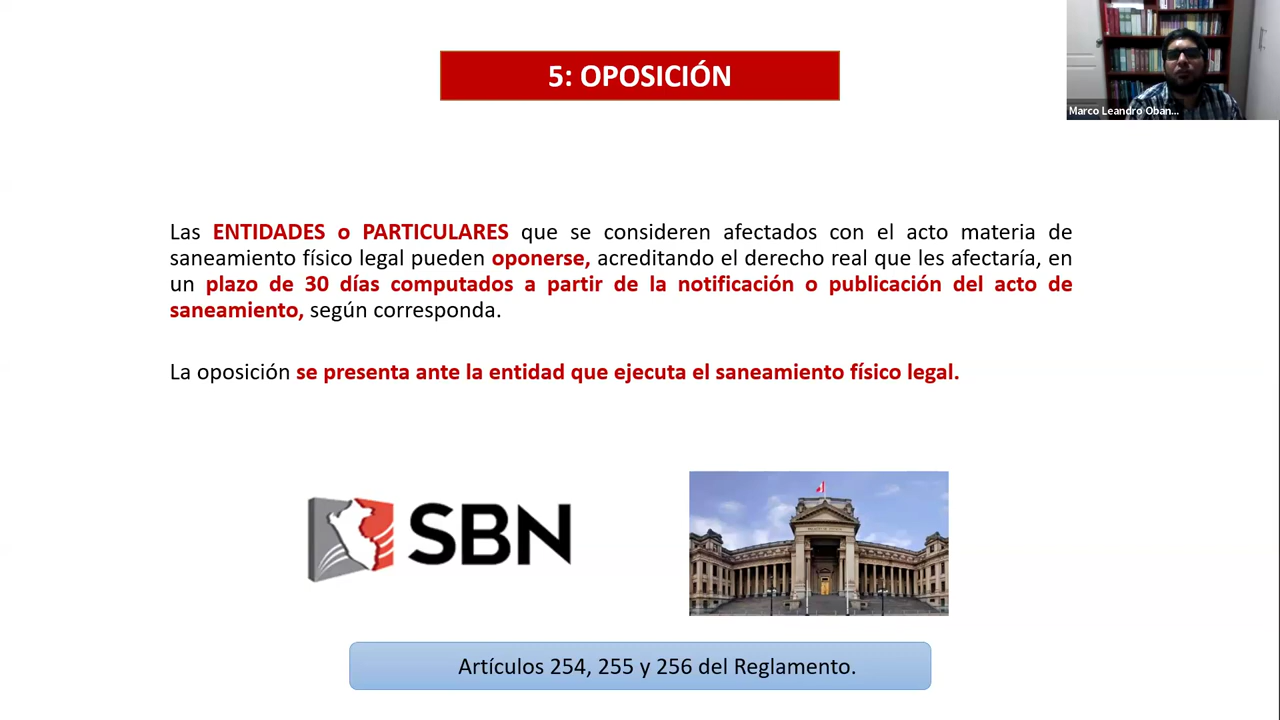 5: OPOSICIÓN
Marco Leandro Oban...
Las ENTIDADES o PARTICULARES que se consideren afectados con el acto materia de
saneamiento físico legal pueden oponerse, acreditando el derecho real que les afectaría, en
un plazo de 30 días computados a partir de la notificación o publicación del acto de
saneamiento, según corresponda.
La oposición se presenta ante la entidad que ejecuta el saneamiento físico legal.
SBN
Artículos 254, 255 y 256 del Reglamento.